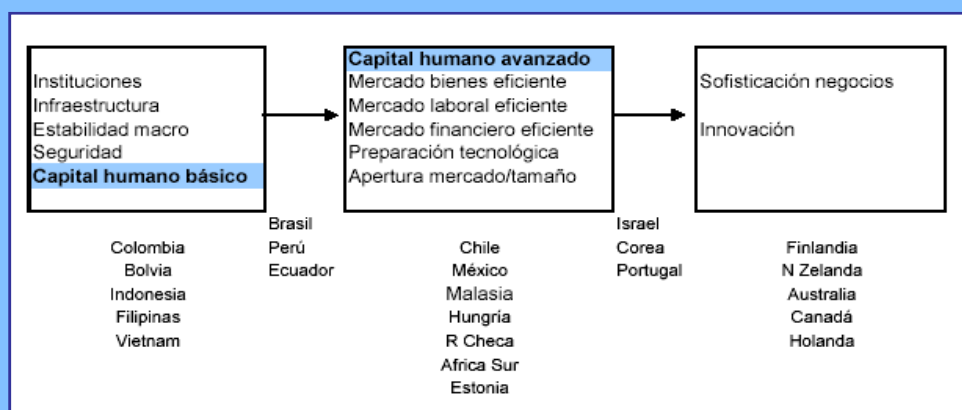 Instituciones
Infraestructura
Estabilidad macro
Seguridad
Capital humano básico
Capital humano avanzado
Mercado bienes eficiente
Mercado laboral eficiente
Mercado financiero eficiente
Preparación tecnológica
Apertura mercado/tamaño
Sofisticación negocios
Innovación
Colombia
Bolvia
Indonesia
Filipinas
Vietnam
Brasil
Perú
Ecuador
Chile
México
Malasia
Hungría
R Checa
Africa Sur
Estonia
Israel
Corea
Portugal
Finlandia
N Zelanda
Australia
Canadá
Holanda